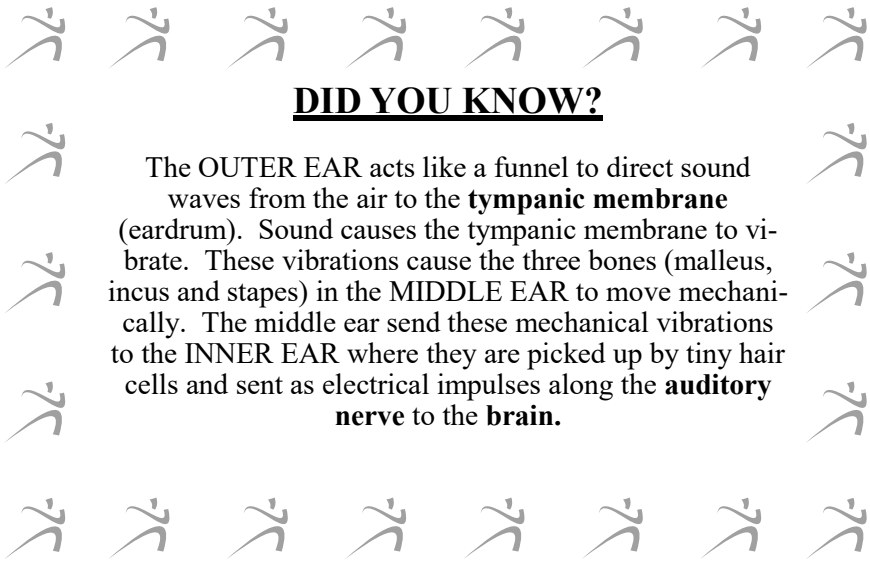 DID YOU KNOW?
The OUTER EAR acts like a funnel to direct sound
waves from the air to the tympanic membrane
(eardrum).  Sound causes the tympanic membrane to vi-
brate.  These vibrations cause the three bones (malleus,
incus and stapes) in the MIDDLE EAR to move mechani-
cally.  The middle ear send these mechanical vibrations
to the INNER EAR where they are picked up by tiny hair
cells and sent as electrical impulses along the auditory
nerve to the brain.